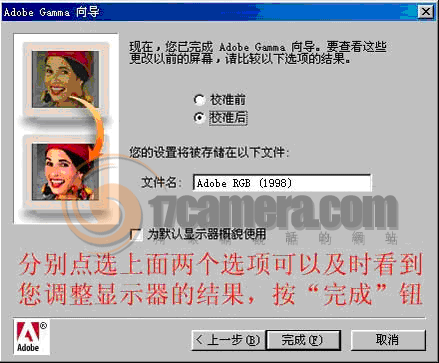 Adobe Gamma 向导
现在，您已完成 Adobe Gamma 向导。要查看这些
更改以前的屏幕，请比较以下选项的结果。
校准前
校准后
您的设置将被存储在以下文件：
文件名：
Adobe RGB (1998)
17camera.com
的網站
为默认显示器概貌使用
分别点选上面两个选项可以及时看到
您调整显示器的结果，按“完成”钮
Adobe
< 上一步(B)
完成(F)
取消